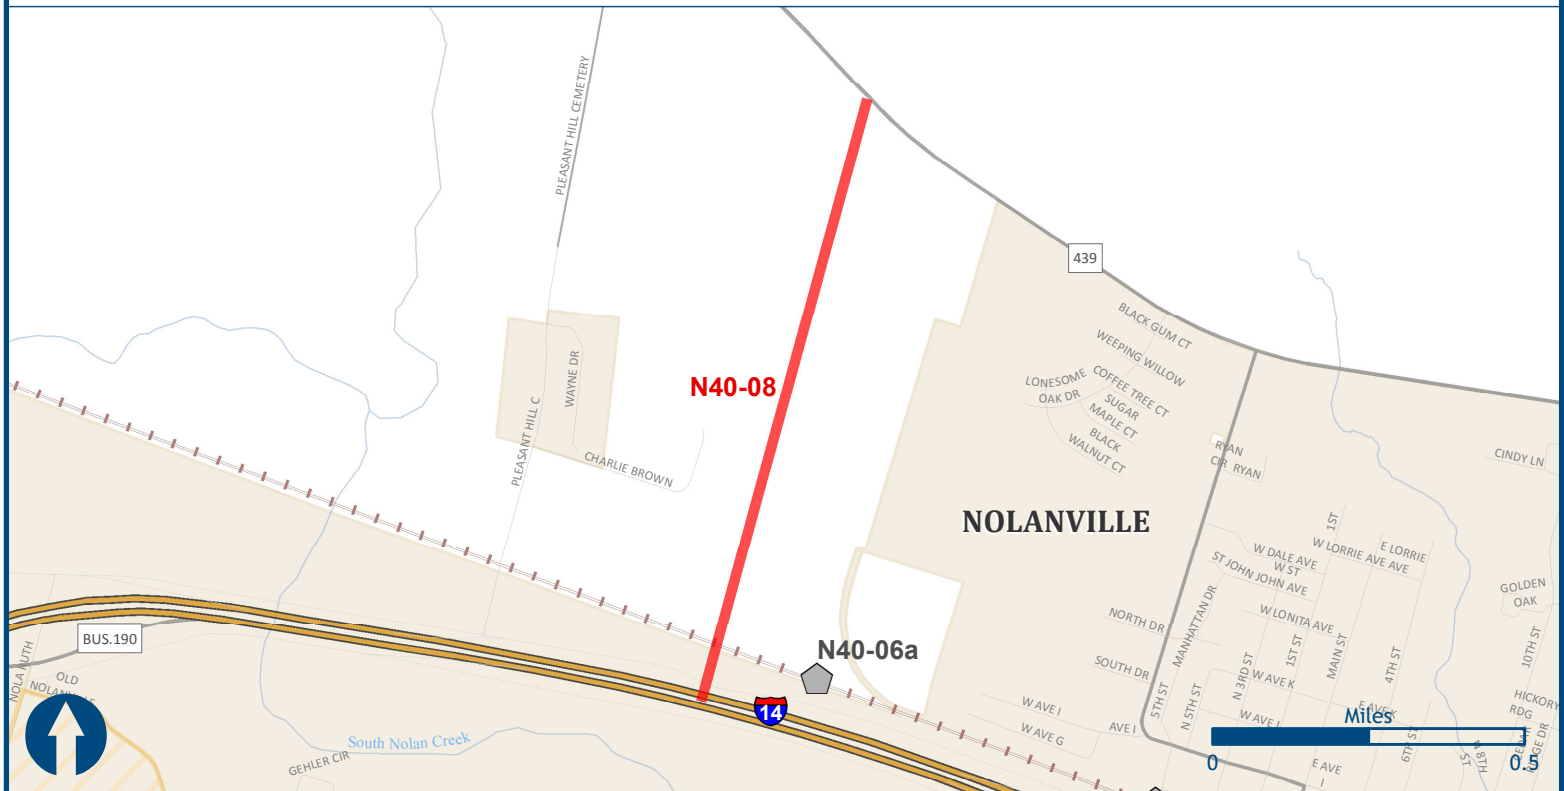 PLEASANT HILL CEMETERY
439
BLACK GUM CT
WEEPING WILLOW
LONESOME
OAK DR
COFFEE TREE CT
SUGAR
MAPLE CT
BLACK
WALNUT CT
WAYNE DR
N40-08
PLEASANT HILL C
CHARLIE BROWN
RYAN
CIR RYAN
CINDY LN
NOLANVILLE
1ST
W DALE AVE
W ST
W LORRIE AVE AVE
E LORRIE
ST JOHN JOHN AVE
GOLDEN
OAK
W LONITA AVE
NORTH DR
MANHATTAN DR
BUS.190
NOLA RUTH
OLD
N40-06a
SOUTH DR
N 3RD ST
1ST ST
MAIN ST
4TH ST
10TH ST
W AVE K
5TH ST
N 5TH ST
HICKORY
RDG
W AVE I
W AVE G
AVE I
E AVE K
Miles
14
South Nolan Creek
GEHLER CIR
6TH ST
N 8TH
ST
E AVE
I
0
0.5